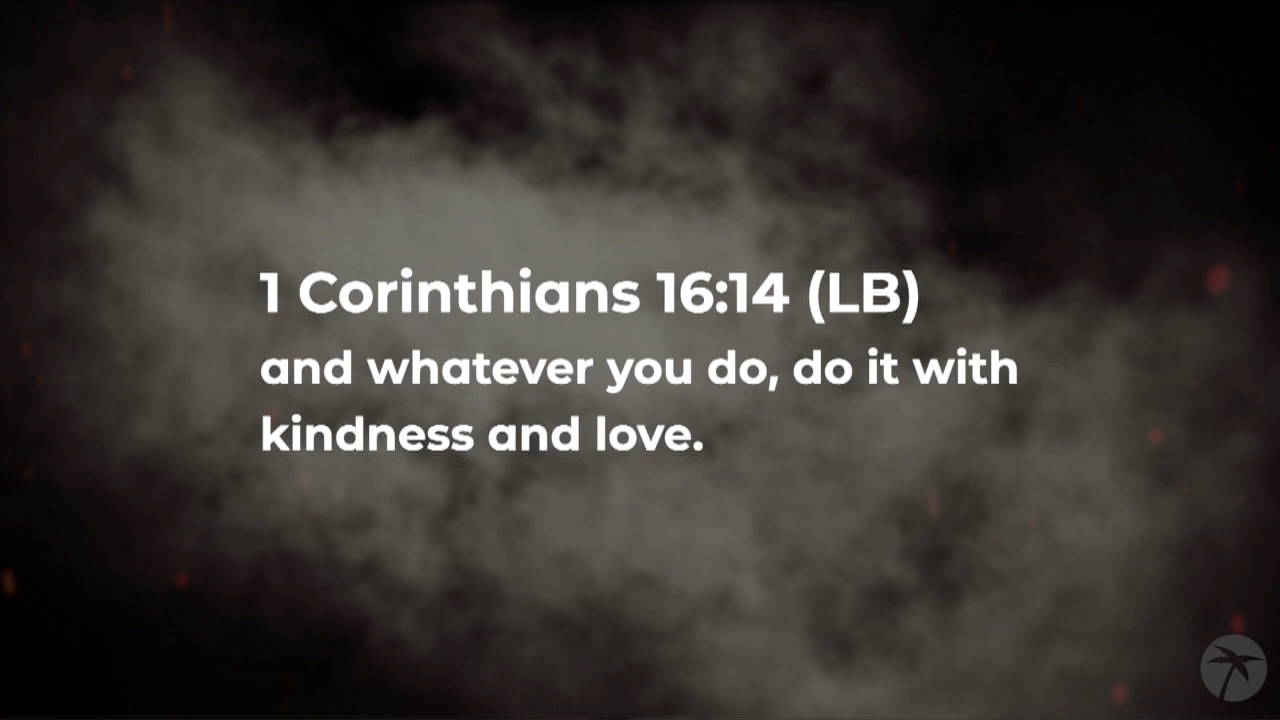 1 Corinthians 16:14 (LB)
and whatever you do, do it with
kindness and love.